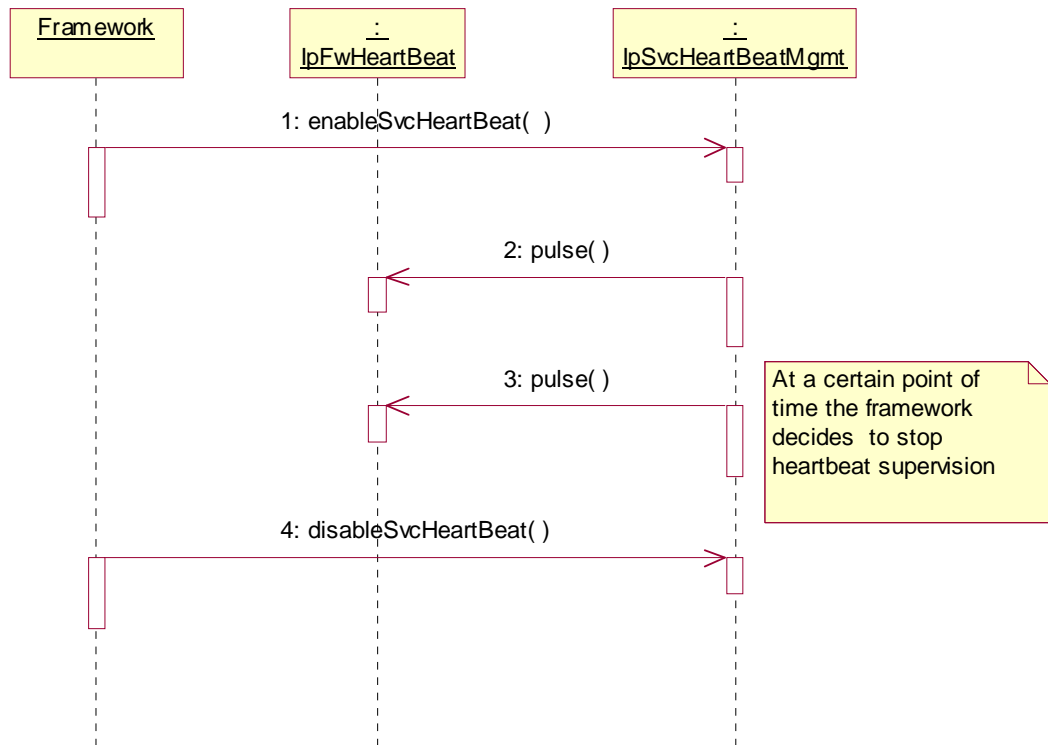 Framework
:
IpFwHeartBeat
:
IpSvcHeartBeatMgmt
1: enableSvcHeartBeat( )
2: pulse( )
3: pulse( )
At a certain point of
time the framework
decides to stop
heartbeat supervision
4: disableSvcHeartBeat( )